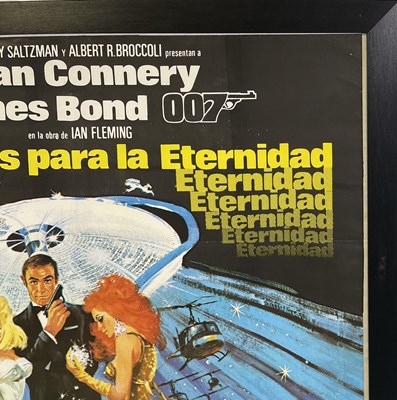 Y SALTZMAN Y ALBERT R. BROCCOLI presentan a
an Connery
mes Bond 007
en la obra de IAN FLEMING
s para la Eternidad
Eternidad
Eternidad
Eternidad
Eternidad
Eternidad